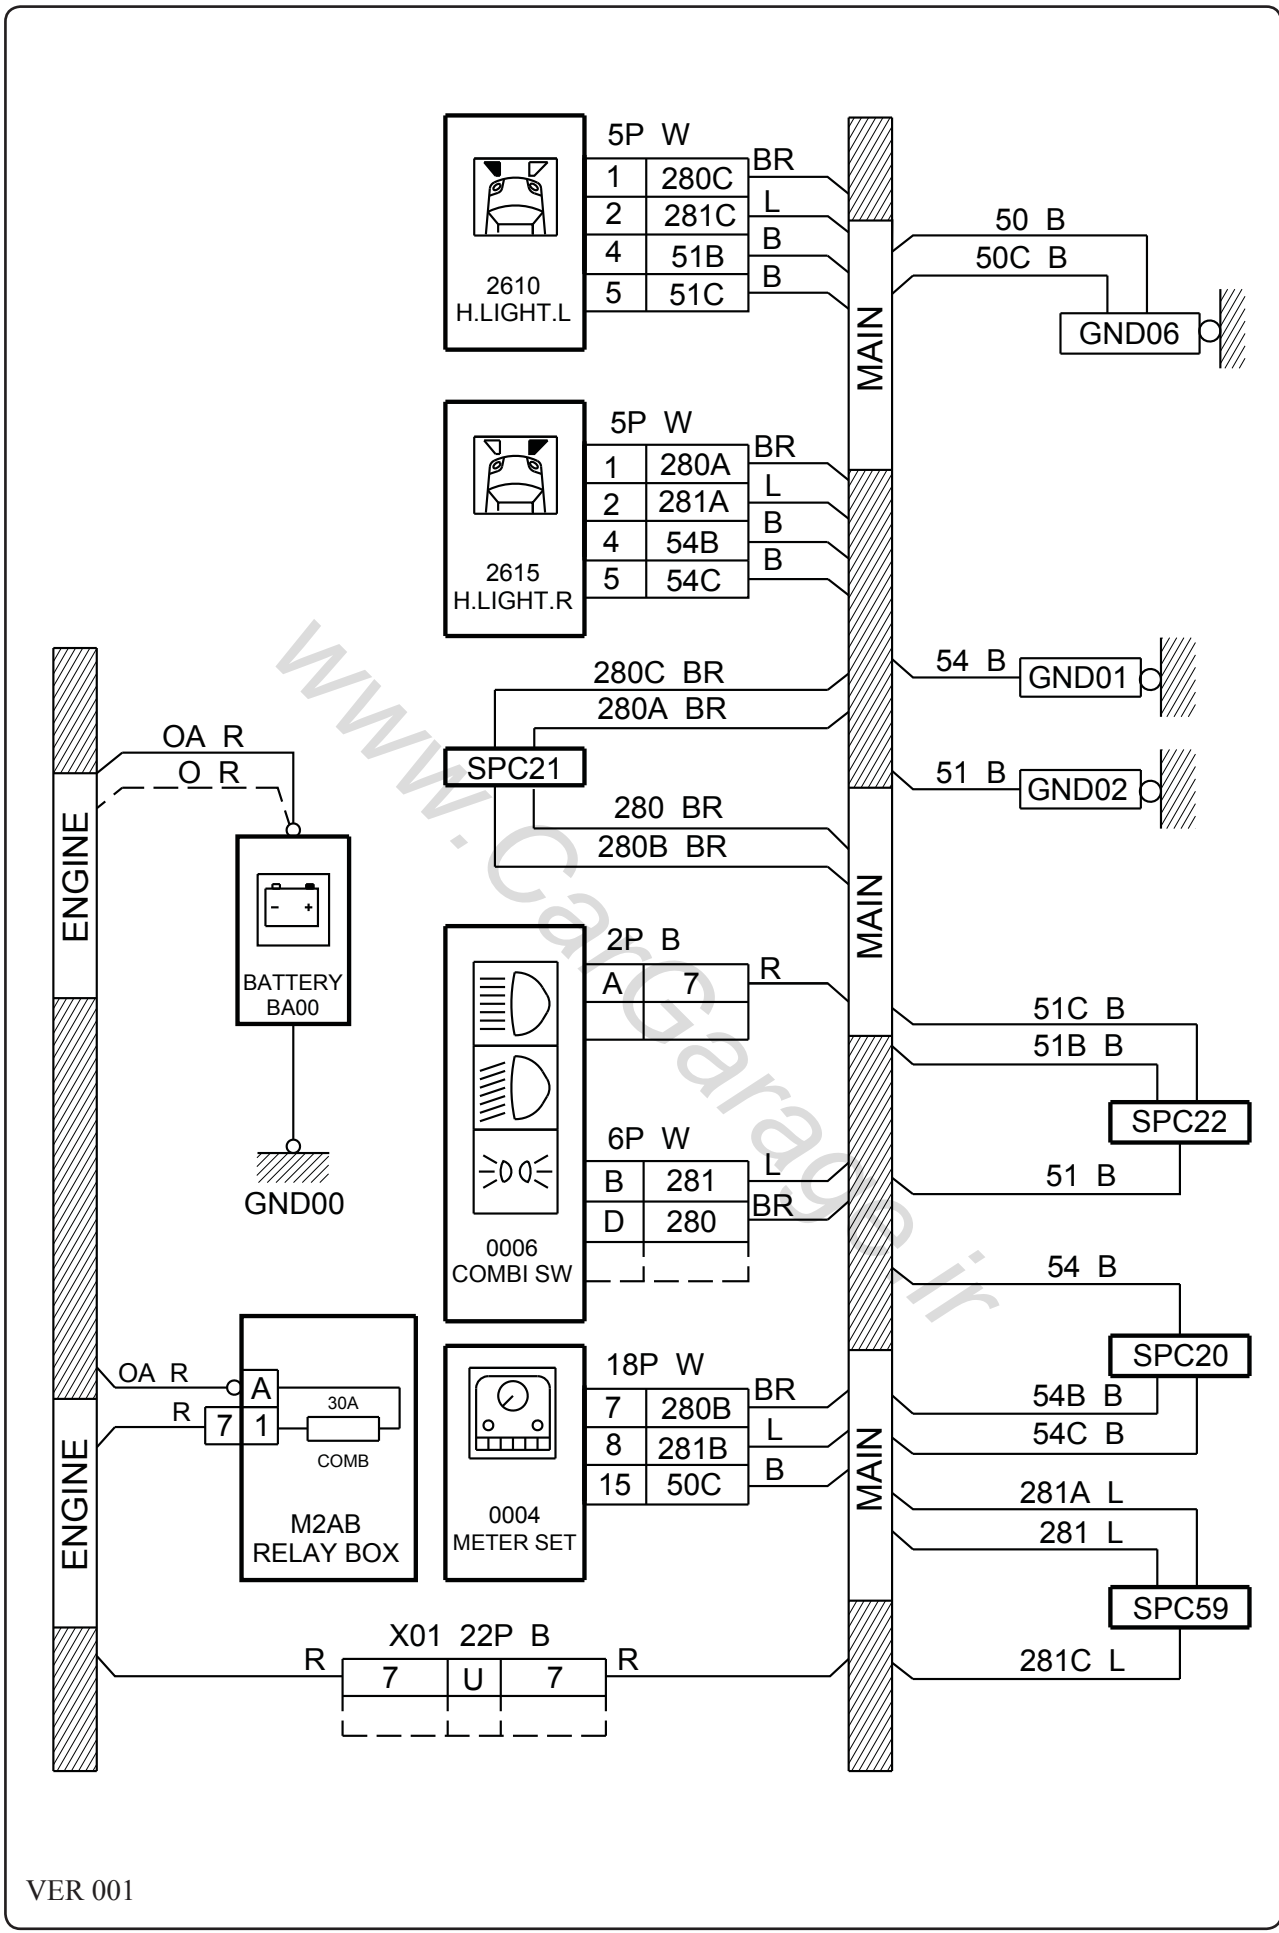 5P W
1 280C BR
2 281C L
4 51B B
5 51C B
2610
H.LIGHT.L
MAIN
50 B
50C B
GND06
5P W
1 280A BR
2 281A L
4 54B B
5 54C B
2615
H.LIGHT.R
54 B
GND01
51 B
GND02
280C BR
280A BR
SPC21
280 BR
280B BR
MAIN
OA R
O R
ENGINE
- +
BATTERY
BA00
GND00
2P B
A 7 R
6P W
B 281 L
D 280 BR
0006
COMBI SW
51C B
51B B
SPC22
51 B
54 B
SPC20
54B B
54C B
OA R
A
R 7 1
30A
COMB
M2AB
RELAY BOX
ENGINE
18P W
7 280B BR
8 281B L
15 50C B
0004
METER SET
MAIN
281A L
281 L
SPC59
281C L
X01 22P B
R 7 U 7 R
www.CarGarage.ir
VER 001